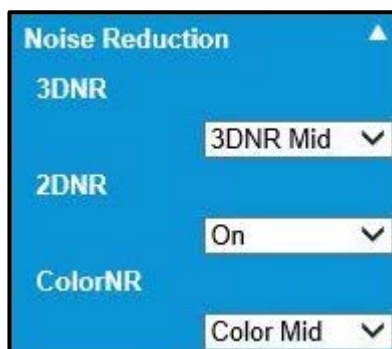 Noise Reduction
3DNR
3DNR Mid
2DNR
On
ColorNR
Color Mid